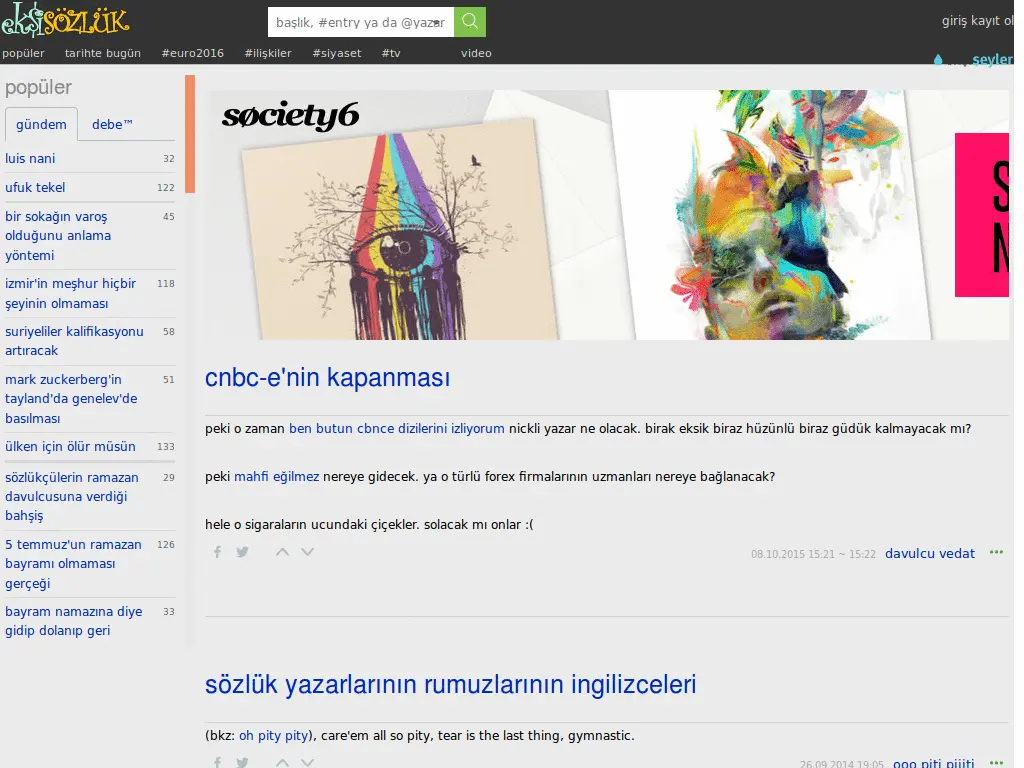 ekşi SÖZLÜK
başlık, #entry ya da @yazar
giriş kayıt ol
popüler tarihte bugün #euro2016 #ilişkiler #siyaset #tv video
şeyler
popüler
gündem debe™
luis nani 32
ufuk tekel 122
bir sokağın varoş 45
olduğunu anlama
yöntemi
izmir'in meşhur hiçbir 118
şeyinin olmaması
suriyeliler kalifikasyonu 58
artıracak
mark zuckerberg'in 51
tayland'da genelev'de
basılması
ülken için ölür müsün 133
sözlükçülerin ramazan 29
davulcusuna verdiği
bahşiş
5 temmuz'un ramazan 126
bayramı olmaması
gerçeği
bayram namazına diye 33
gidip dolanıp geri
society6
cnbc-e'nin kapanması
peki o zaman ben butun cbnce dizilerini izliyorum nickli yazar ne olacak. birak eksik biraz hüzünlü biraz güdük kalmayacak mı?
peki mahfi eğilmez nereye gidecek. ya o türlü forex firmalarının uzmanları nereye bağlanacak?
hele o sigaraların ucundaki çiçekler. solacak mı onlar :(
08.10.2015 15:21 ~ 15:22 davulcu vedat
sözlük yazarlarının rumuzlarının ingilizceleri
(bkz: oh pity pity), care'em all so pity, tear is the last thing, gymnastic.
26.09.2014 19:05 ooo piti pijiti